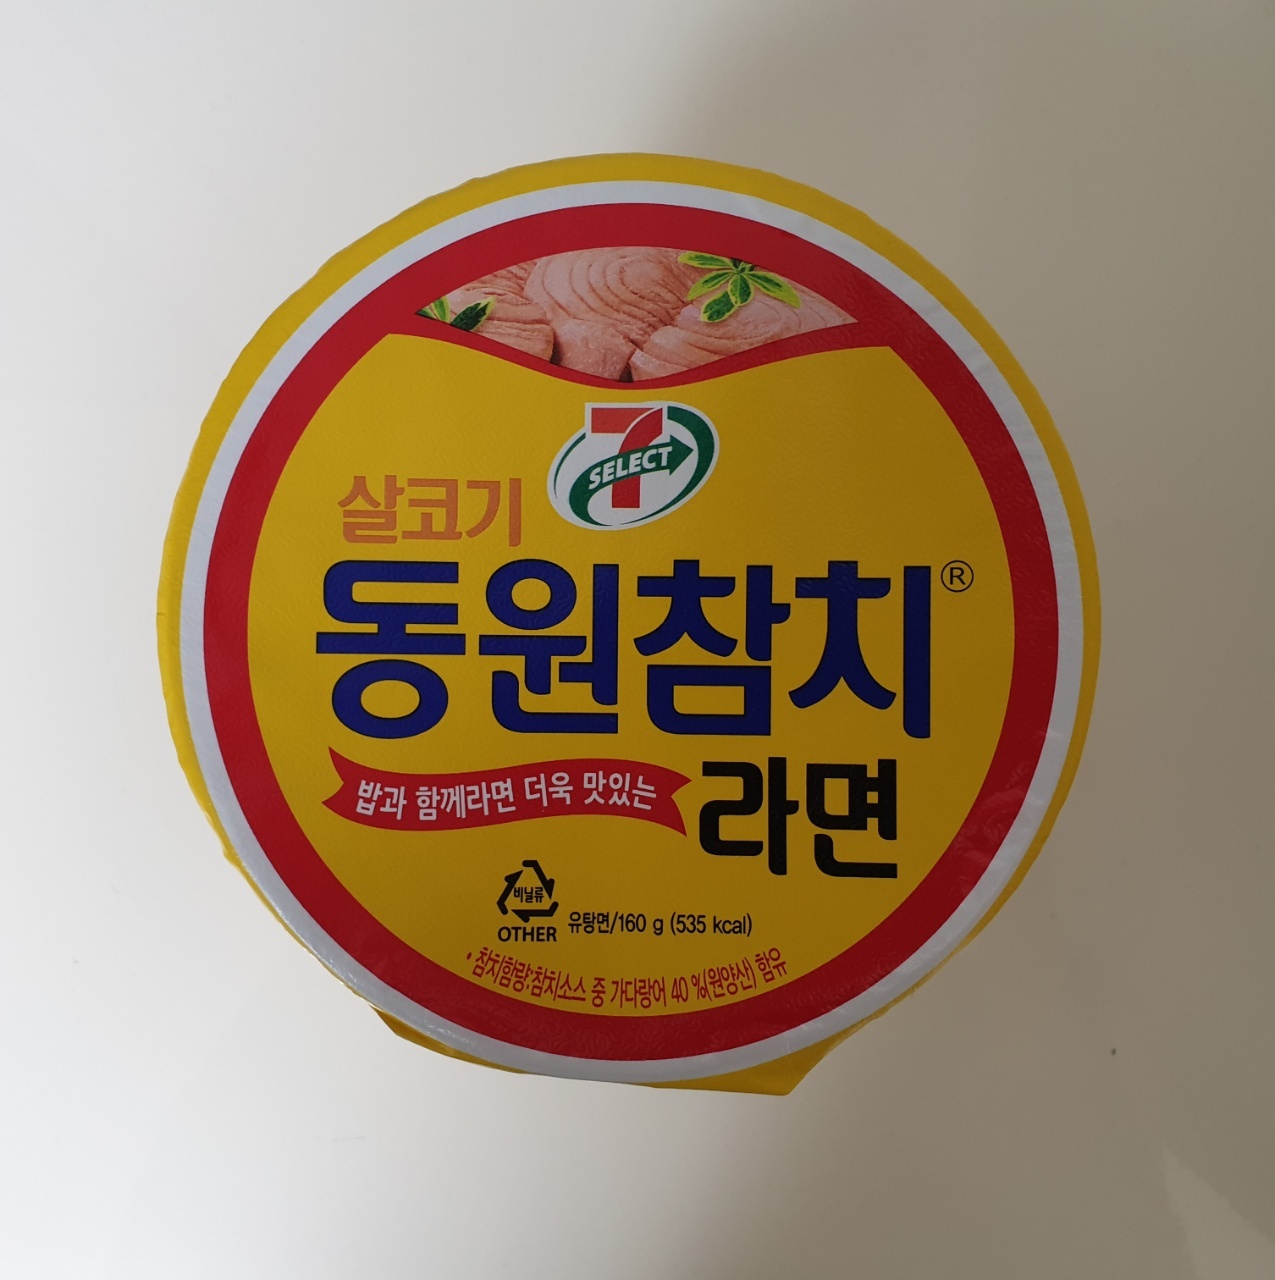 7
SELECT
살코기
동원참치®
밥과 함께라면 더욱 맛있는
라면
비닐류
OTHER
유탕면/160 g (535 kcal)
• 참치함량:참치소스 중 가다랑어 40 %(원양산) 함유